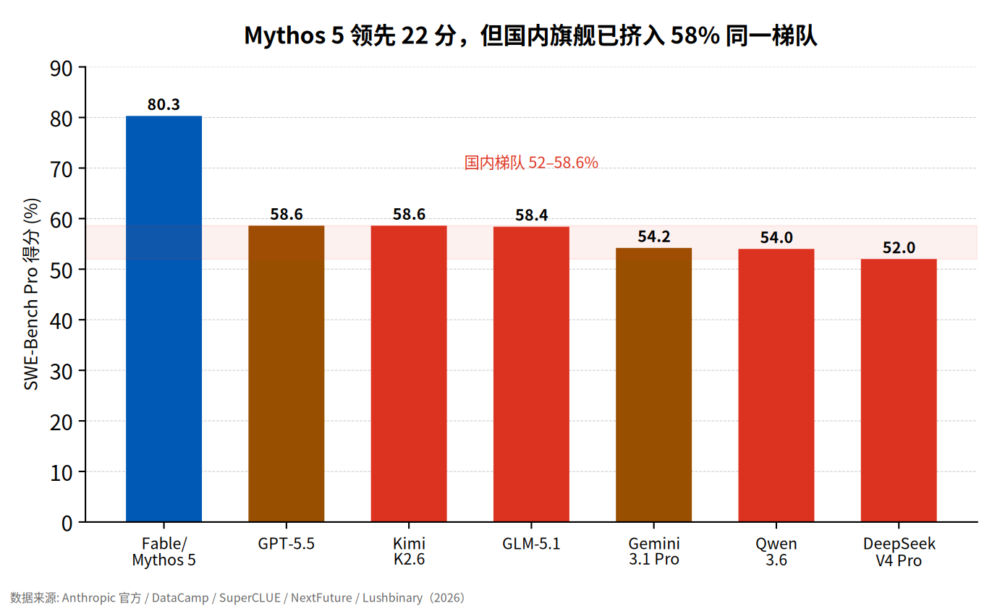 Mythos 5 领先 22 分，但国内旗舰已挤入 58% 同一梯队
SWE-Bench Pro 得分 (%)
90
80
70
60
50
40
30
20
10
0
国内梯队 52–58.6%
80.3
58.6
58.6
58.4
54.2
54.0
52.0
Fable/
Mythos 5
GPT-5.5
Kimi
K2.6
GLM-5.1
Gemini
3.1 Pro
Qwen
3.6
DeepSeek
V4 Pro
数据来源: Anthropic 官方 / DataCamp / SuperCLUE / NextFuture / Lushbinary（2026）